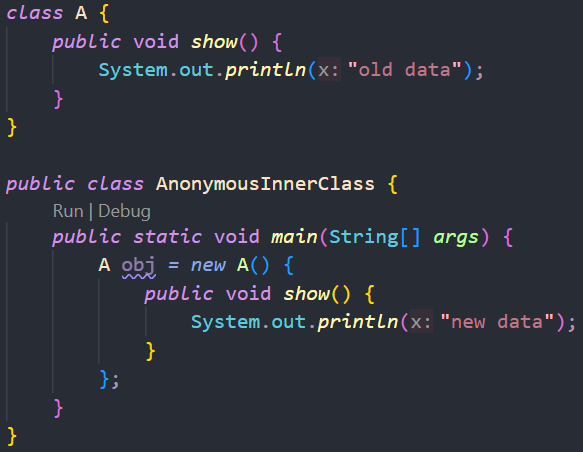 class A {
public void show() {
System.out.println(x: "old data");
}
}
public class AnonymousInnerClass {
Run | Debug
public static void main(String[] args) {
A obj = new A() {
public void show() {
System.out.println(x: "new data");
}
};
}
}